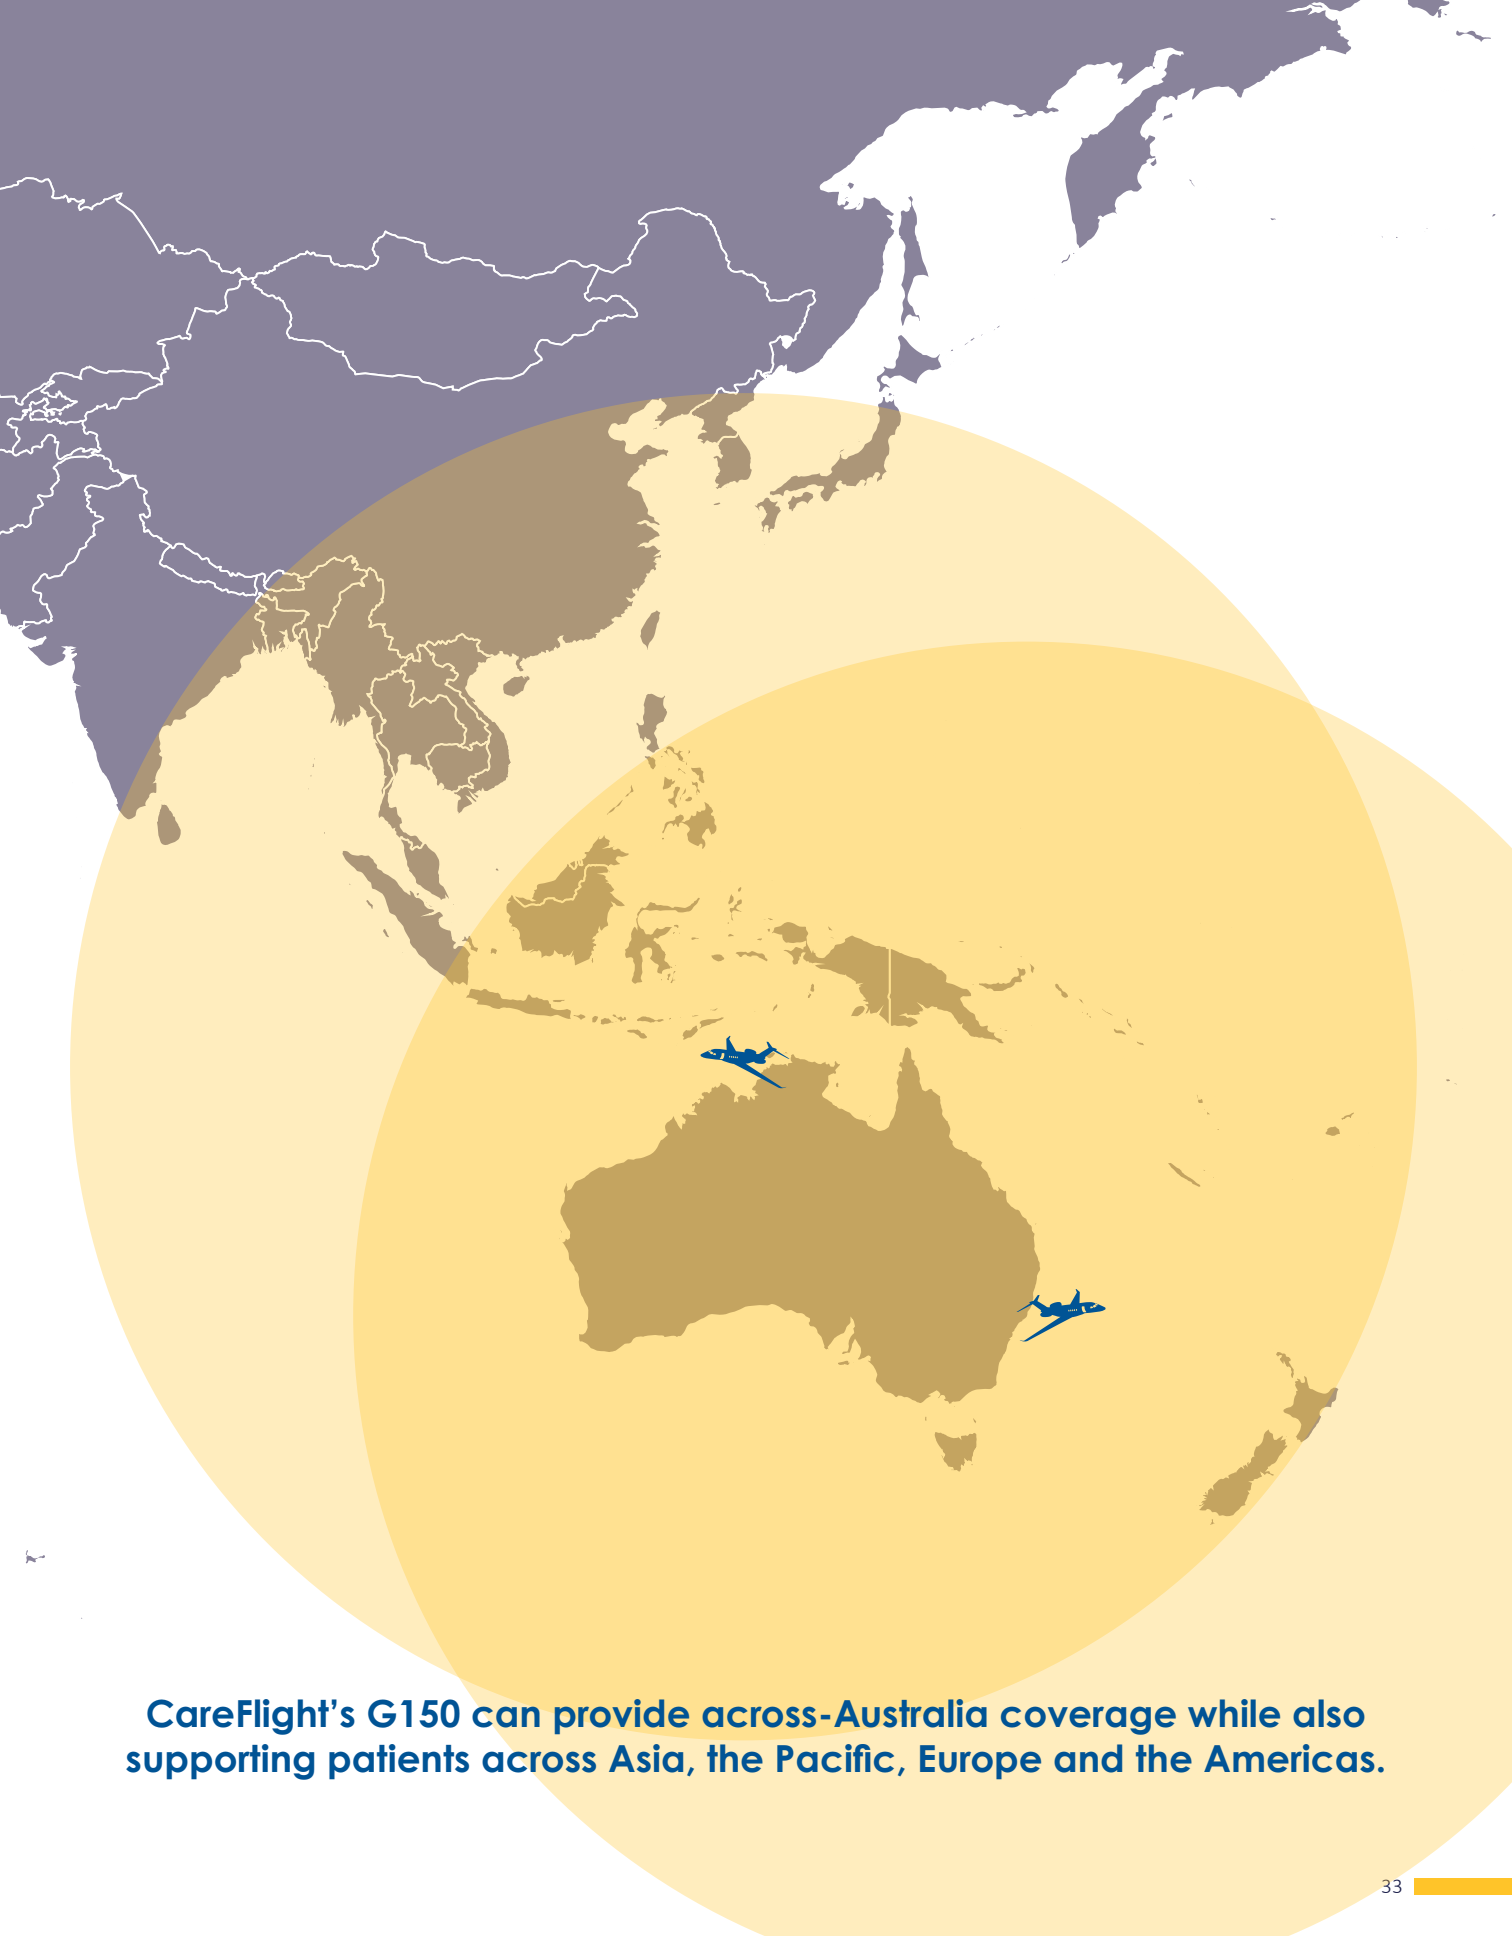 CareFlight’s G150 can provide across-Australia coverage while also
supporting patients across Asia, the Pacific, Europe and the Americas.
33